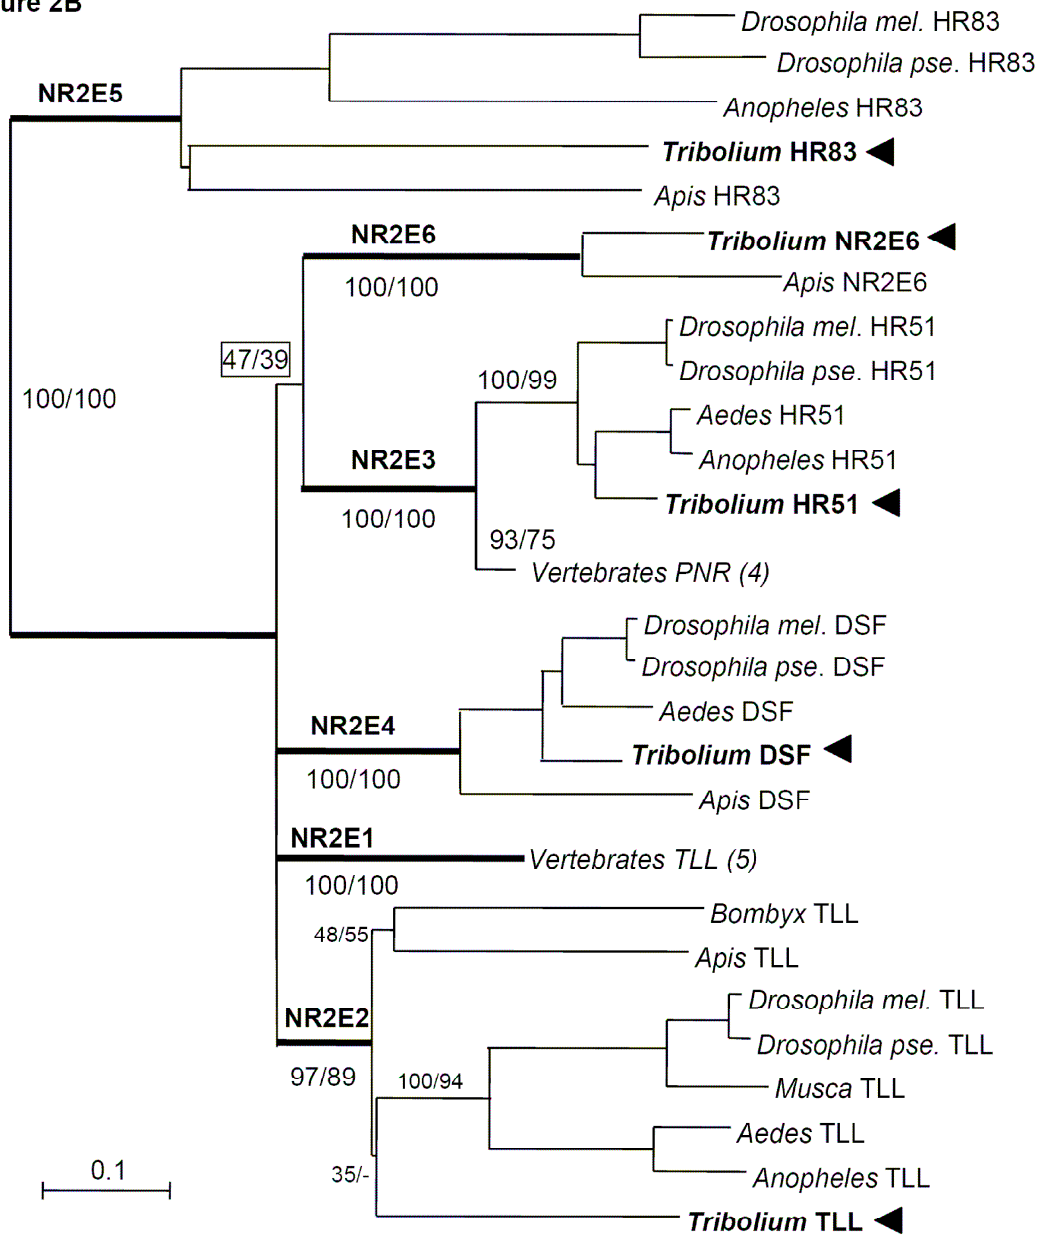 ure 2B
Drosophila mel. HR83
Drosophila pse. HR83
NR2E5
Anopheles HR83
Tribolium HR83
Apis HR83
NR2E6
Tribolium NR2E6
100/100
Apis NR2E6
Drosophila mel. HR51
47/39
Drosophila pse. HR51
100/99
100/100
Aedes HR51
NR2E3
Anopheles HR51
Tribolium HR51
100/100
93/75
Vertebrates PNR (4)
Drosophila mel. DSF
Drosophila pse. DSF
Aedes DSF
NR2E4
Tribolium DSF
100/100
Apis DSF
NR2E1
Vertebrates TLL (5)
100/100
Bombyx TLL
48/55
Apis TLL
Drosophila mel. TLL
NR2E2
Drosophila pse. TLL
97/89
100/94
Musca TLL
Aedes TLL
0.1
35/-
Anopheles TLL
Tribolium TLL